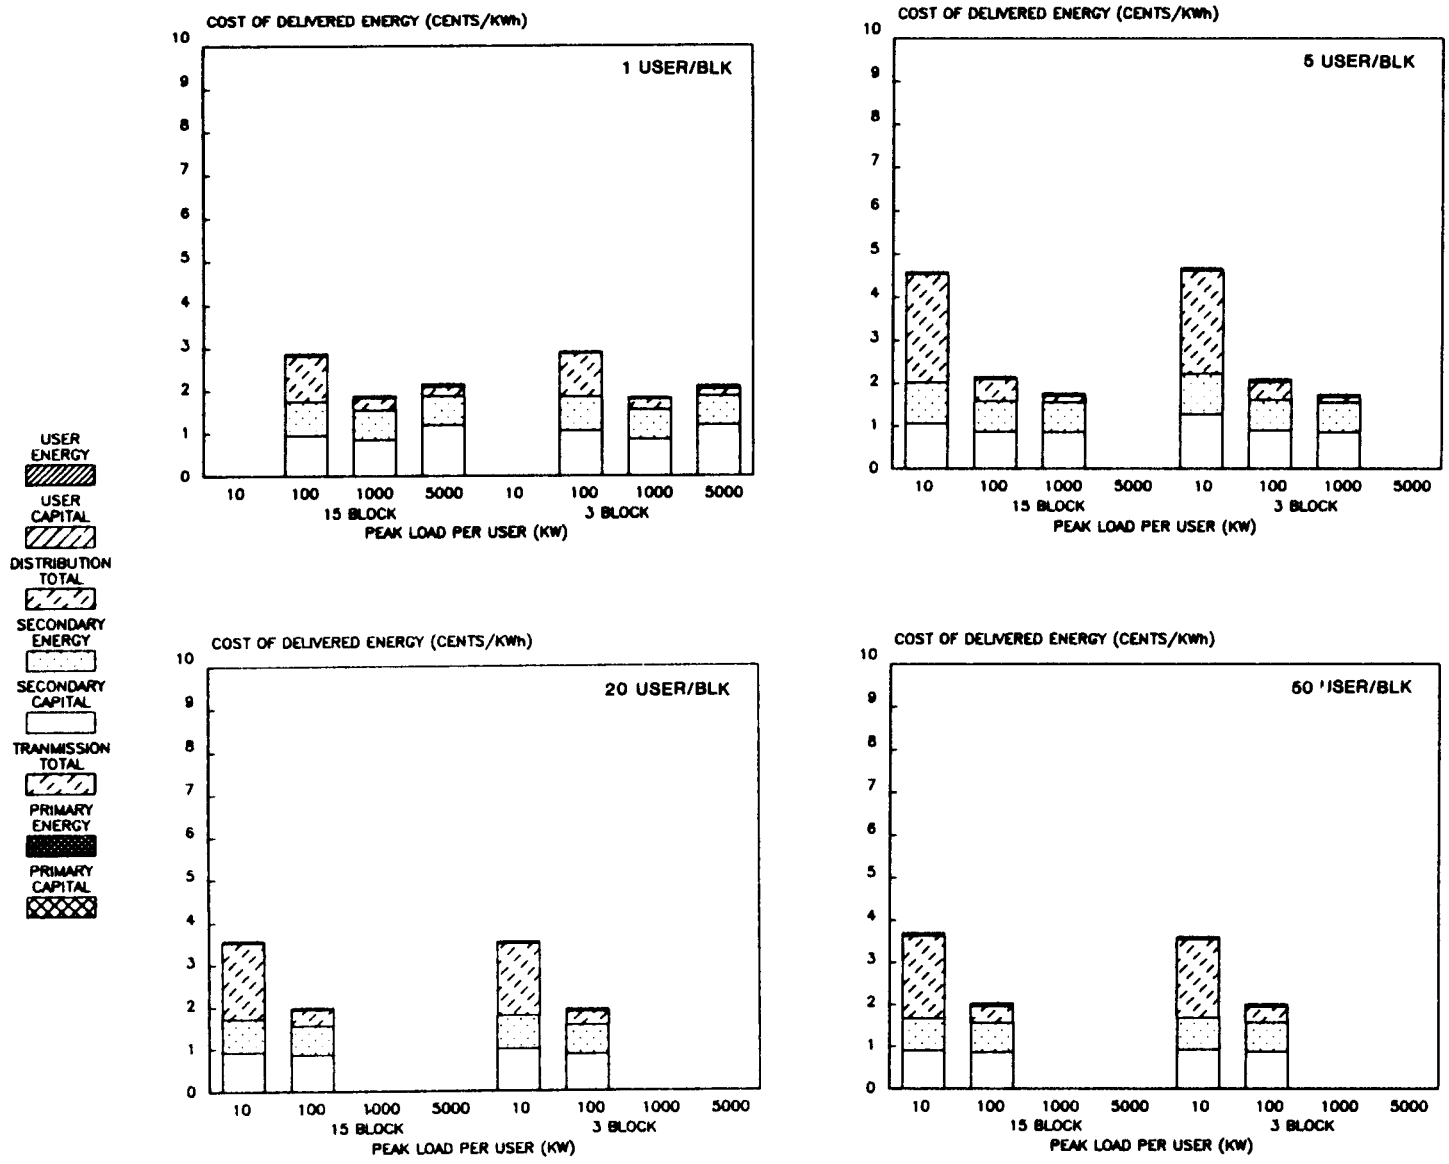 COST OF DELIVERED ENERGY (CENTS/KWh)
1 USER/BLK
10
9
8
7
6
5
4
3
2
1
0
10 100 1000 5000 10 100 1000 5000
15 BLOCK 3 BLOCK
PEAK LOAD PER USER (KW)
COST OF DELIVERED ENERGY (CENTS/KWh)
5 USER/BLK
10
9
8
7
6
5
4
3
2
1
0
10 100 1000 5000 10 100 1000 5000
15 BLOCK 3 BLOCK
PEAK LOAD PER USER (KW)
USER
ENERGY
USER
CAPITAL
DISTRIBUTION
TOTAL
SECONDARY
ENERGY
SECONDARY
CAPITAL
TRANMISSION
TOTAL
PRIMARY
ENERGY
PRIMARY
CAPITAL
COST OF DELIVERED ENERGY (CENTS/KWh)
20 USER/BLK
10
9
8
7
6
5
4
3
2
1
0
10 100 1000 5000 10 100 1000 5000
15 BLOCK 3 BLOCK
PEAK LOAD PER USER (KW)
COST OF DELIVERED ENERGY (CENTS/KWh)
50 USER/BLK
10
9
8
7
6
5
4
3
2
1
0
10 100 1000 5000 10 100 1000 5000
15 BLOCK 3 BLOCK
PEAK LOAD PER USER (KW)